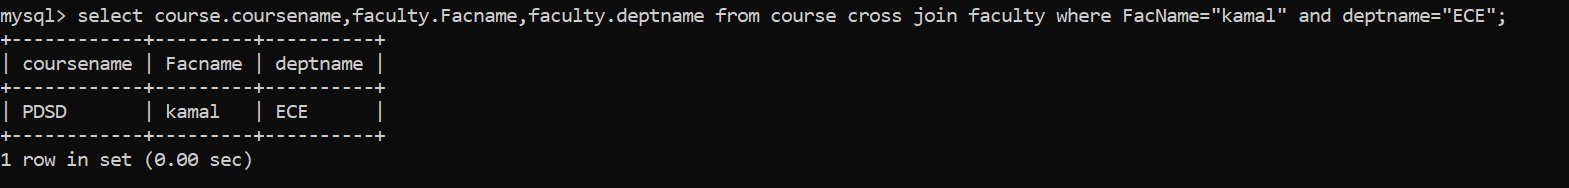 mysql> select course.coursename,faculty.Facname,faculty.deptname from course cross join faculty where FacName="kamal" and deptname="ECE";
+------------+---------+----------+
| coursename | Facname | deptname |
+------------+---------+----------+
| PDSD       | kamal   | ECE      |
+------------+---------+----------+
1 row in set (0.00 sec)